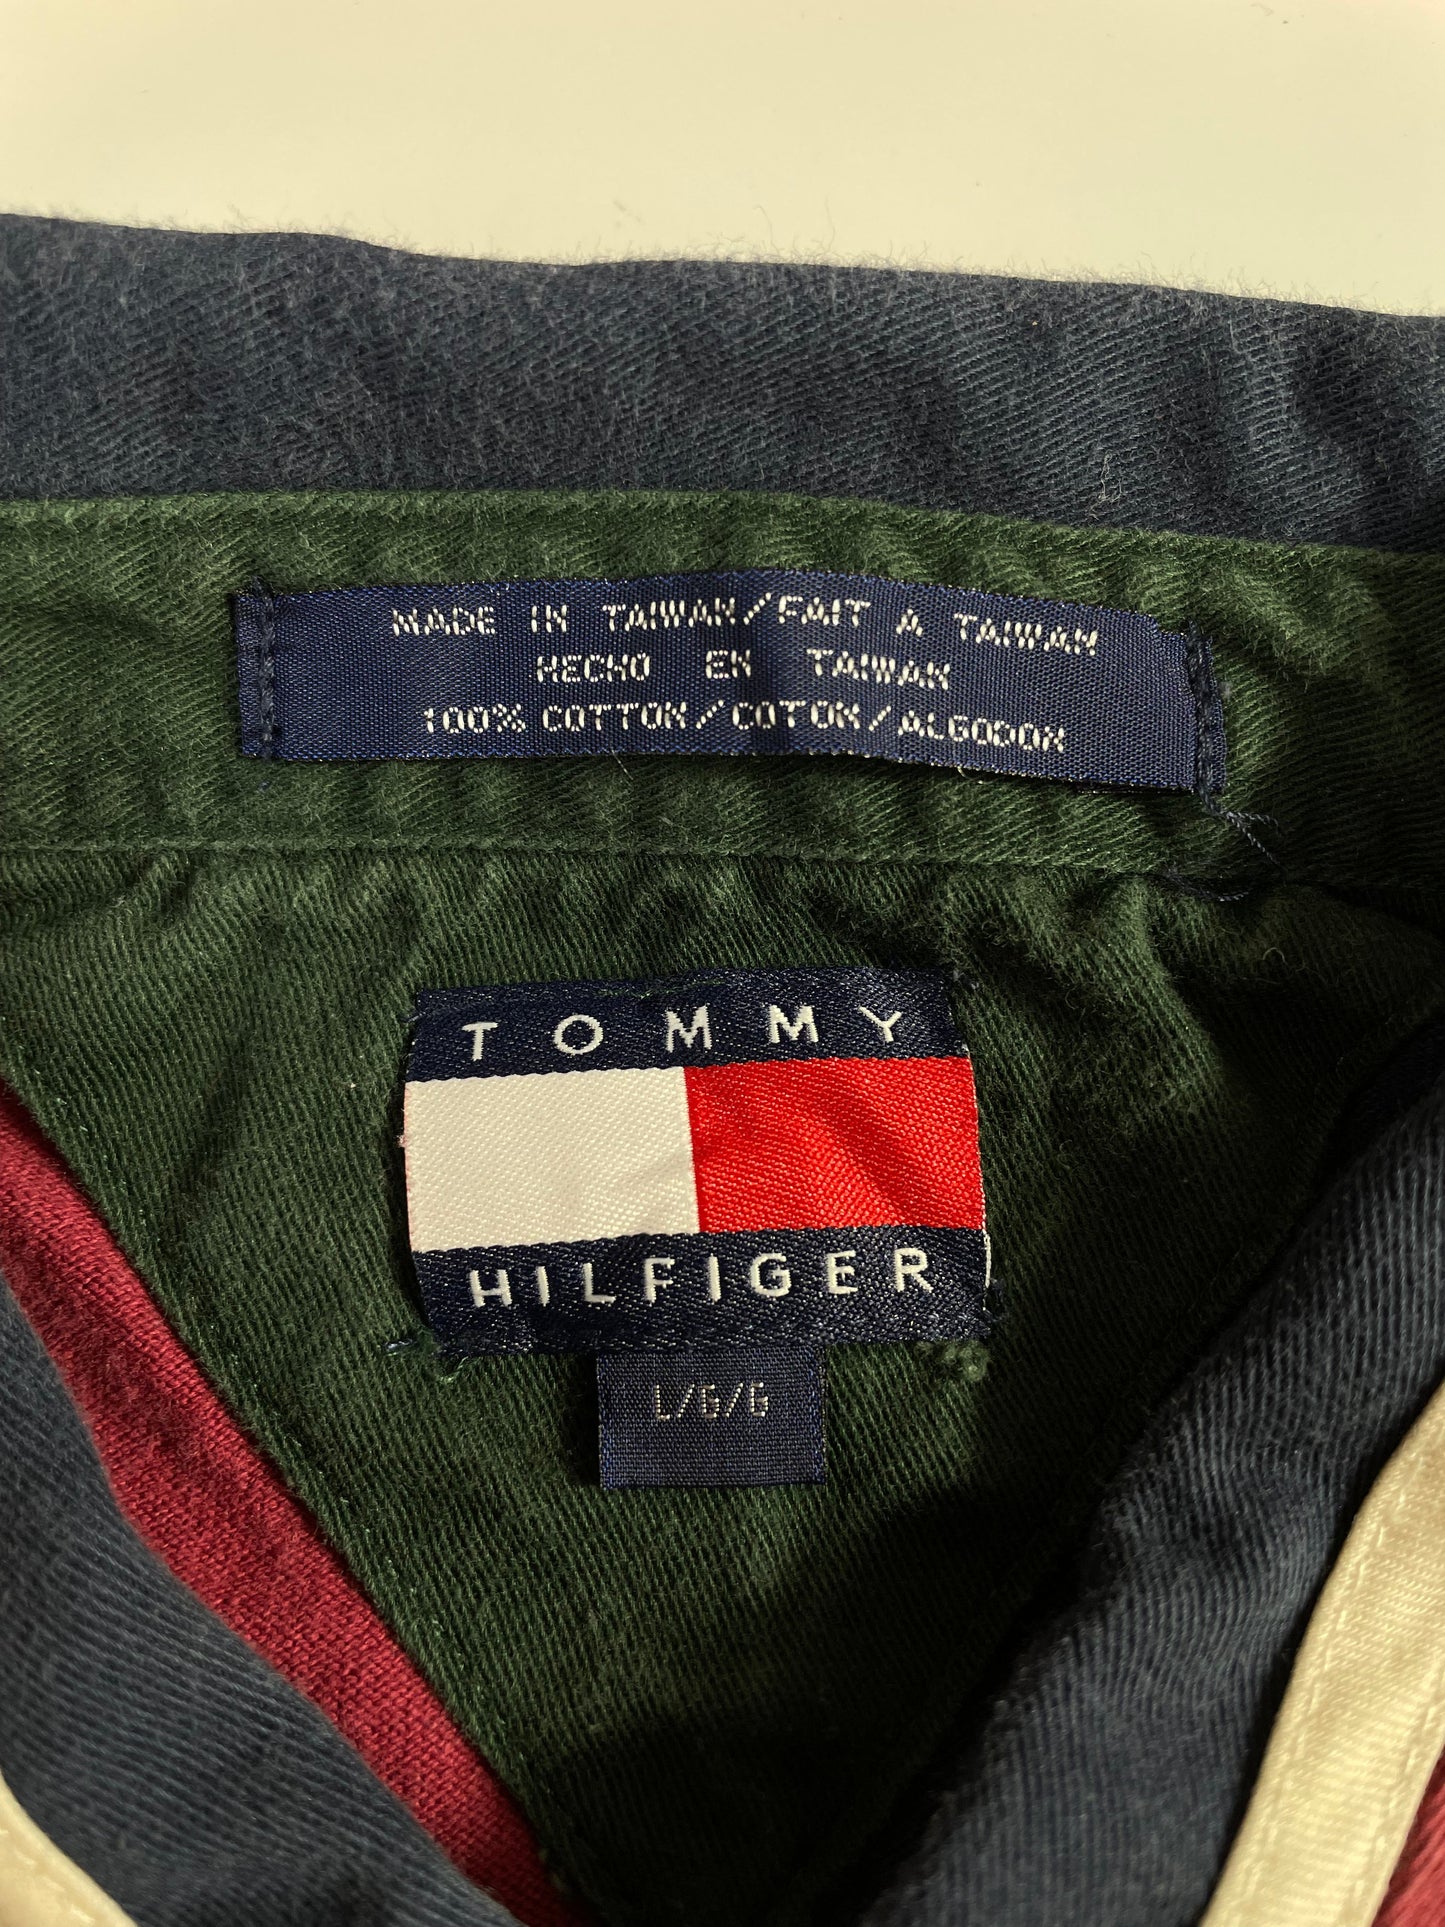 MADE IN TAIWAN/FAIT A TAIWAN
HECHO EN TAIWAN
100% COTTON/COTON/ALGODON
TOMMY
HILFIGER
L/G/G